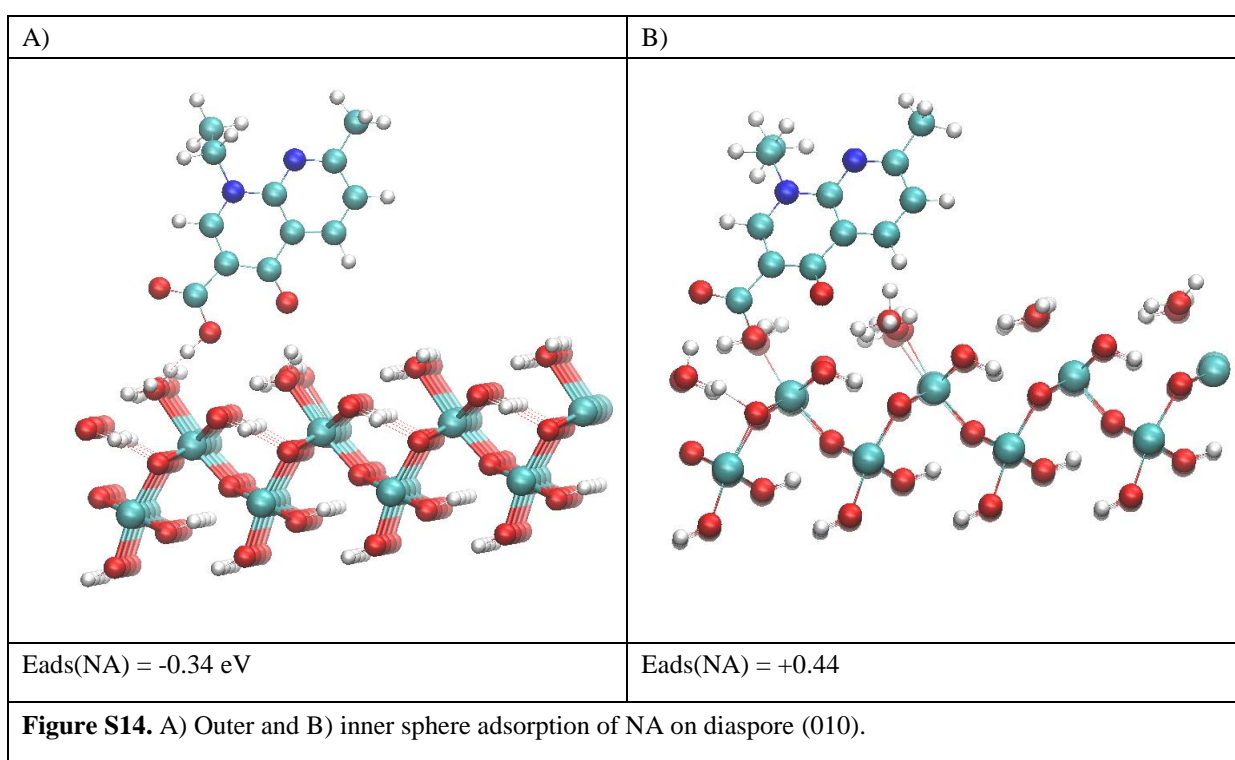 A)
B)
Eads(NA) = -0.34 eV
Eads(NA) = +0.44
Figure S14. A) Outer and B) inner sphere adsorption of NA on diaspore (010).